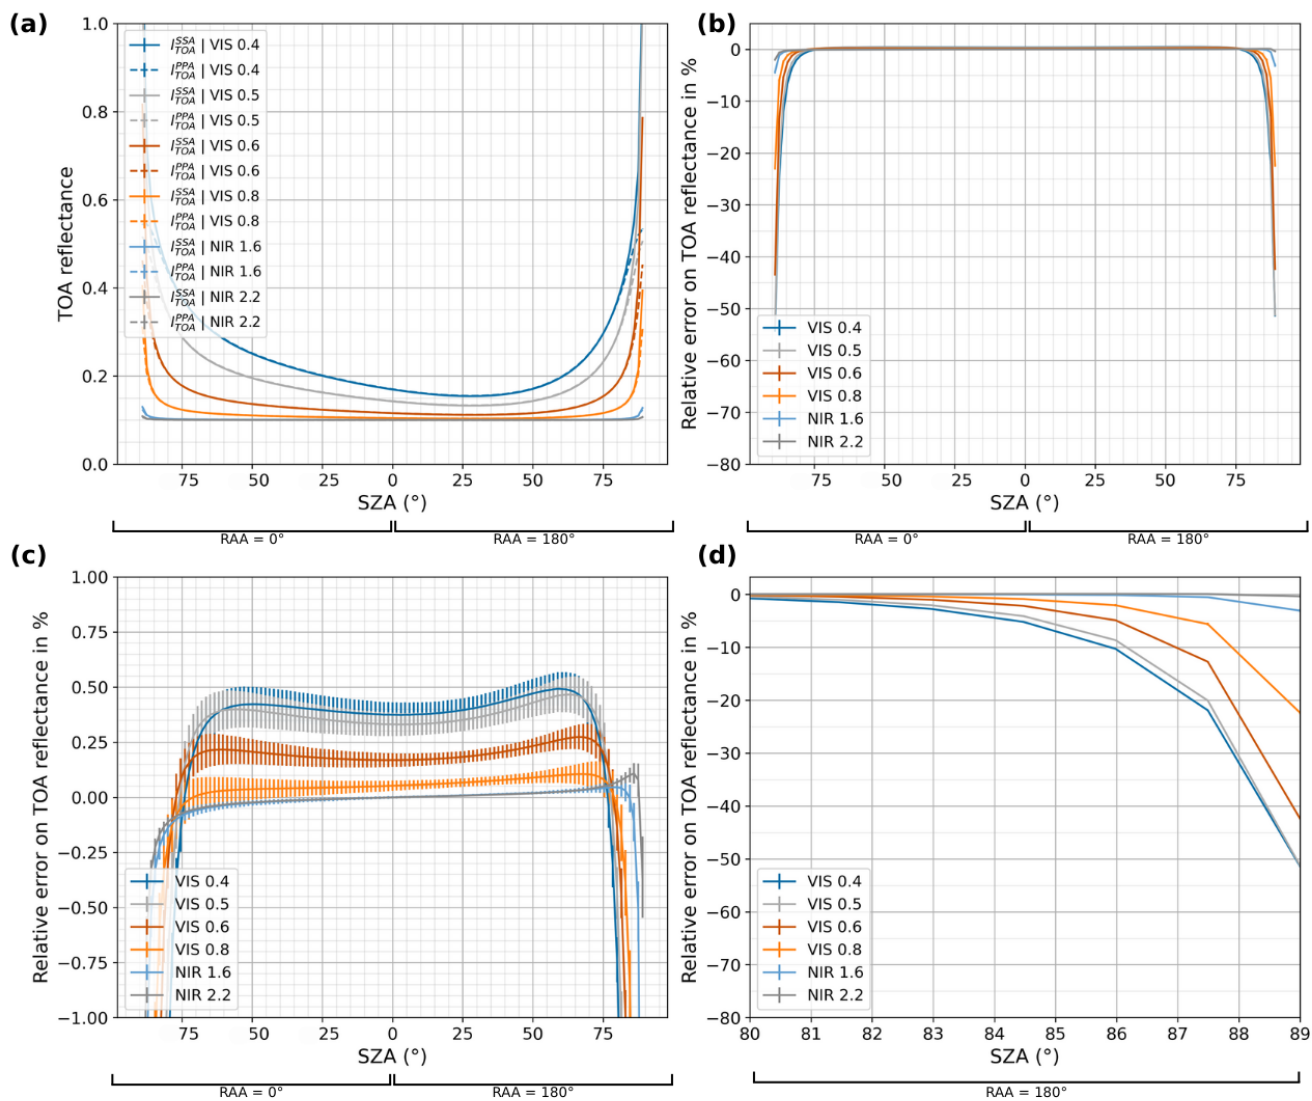 (a)
1.0
0.8
0.6
0.4
0.2
0.0
TOA reflectance
I_TOA^SSA | VIS 0.4
I_TOA^PPA | VIS 0.4
I_TOA^SSA | VIS 0.5
I_TOA^PPA | VIS 0.5
I_TOA^SSA | VIS 0.6
I_TOA^PPA | VIS 0.6
I_TOA^SSA | VIS 0.8
I_TOA^PPA | VIS 0.8
I_TOA^SSA | NIR 1.6
I_TOA^PPA | NIR 1.6
I_TOA^SSA | NIR 2.2
I_TOA^PPA | NIR 2.2
75 50 25 0 25 50 75
SZA (°)
RAA = 0° RAA = 180°
(b)
0
−10
−20
−30
−40
−50
−60
−70
−80
Relative error on TOA reflectance in %
VIS 0.4
VIS 0.5
VIS 0.6
VIS 0.8
NIR 1.6
NIR 2.2
75 50 25 0 25 50 75
SZA (°)
RAA = 0° RAA = 180°
(c)
1.00
0.75
0.50
0.25
0.00
−0.25
−0.50
−0.75
−1.00
Relative error on TOA reflectance in %
VIS 0.4
VIS 0.5
VIS 0.6
VIS 0.8
NIR 1.6
NIR 2.2
75 50 25 0 25 50 75
SZA (°)
RAA = 0° RAA = 180°
(d)
0
−10
−20
−30
−40
−50
−60
−70
−80
Relative error on TOA reflectance in %
VIS 0.4
VIS 0.5
VIS 0.6
VIS 0.8
NIR 1.6
NIR 2.2
80 81 82 83 84 85 86 87 88 89
SZA (°)
RAA = 180°